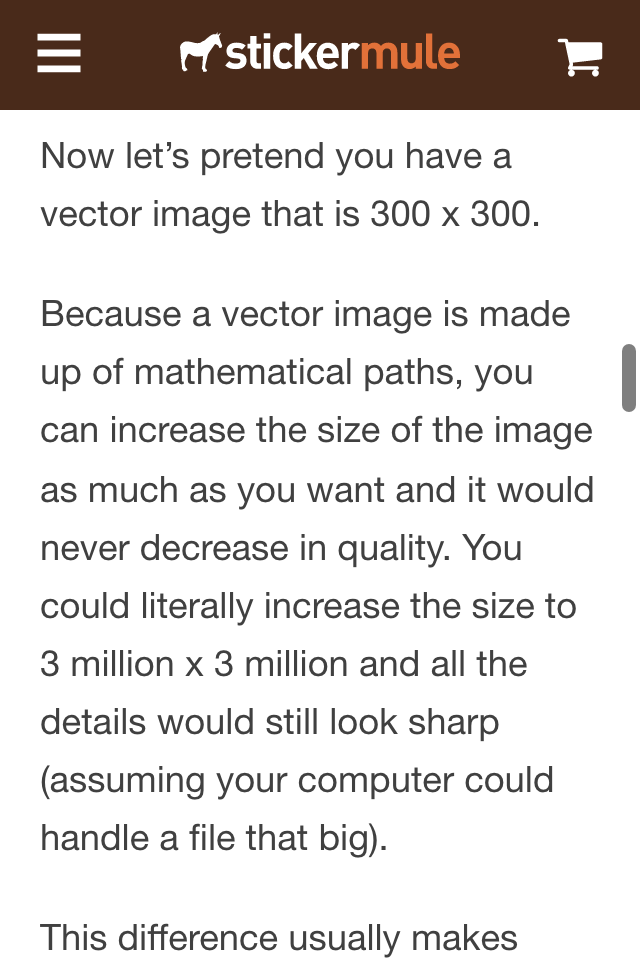 stickermule
Now let’s pretend you have a
vector image that is 300 x 300.
Because a vector image is made
up of mathematical paths, you
can increase the size of the image
as much as you want and it would
never decrease in quality. You
could literally increase the size to
3 million x 3 million and all the
details would still look sharp
(assuming your computer could
handle a file that big).
This difference usually makes